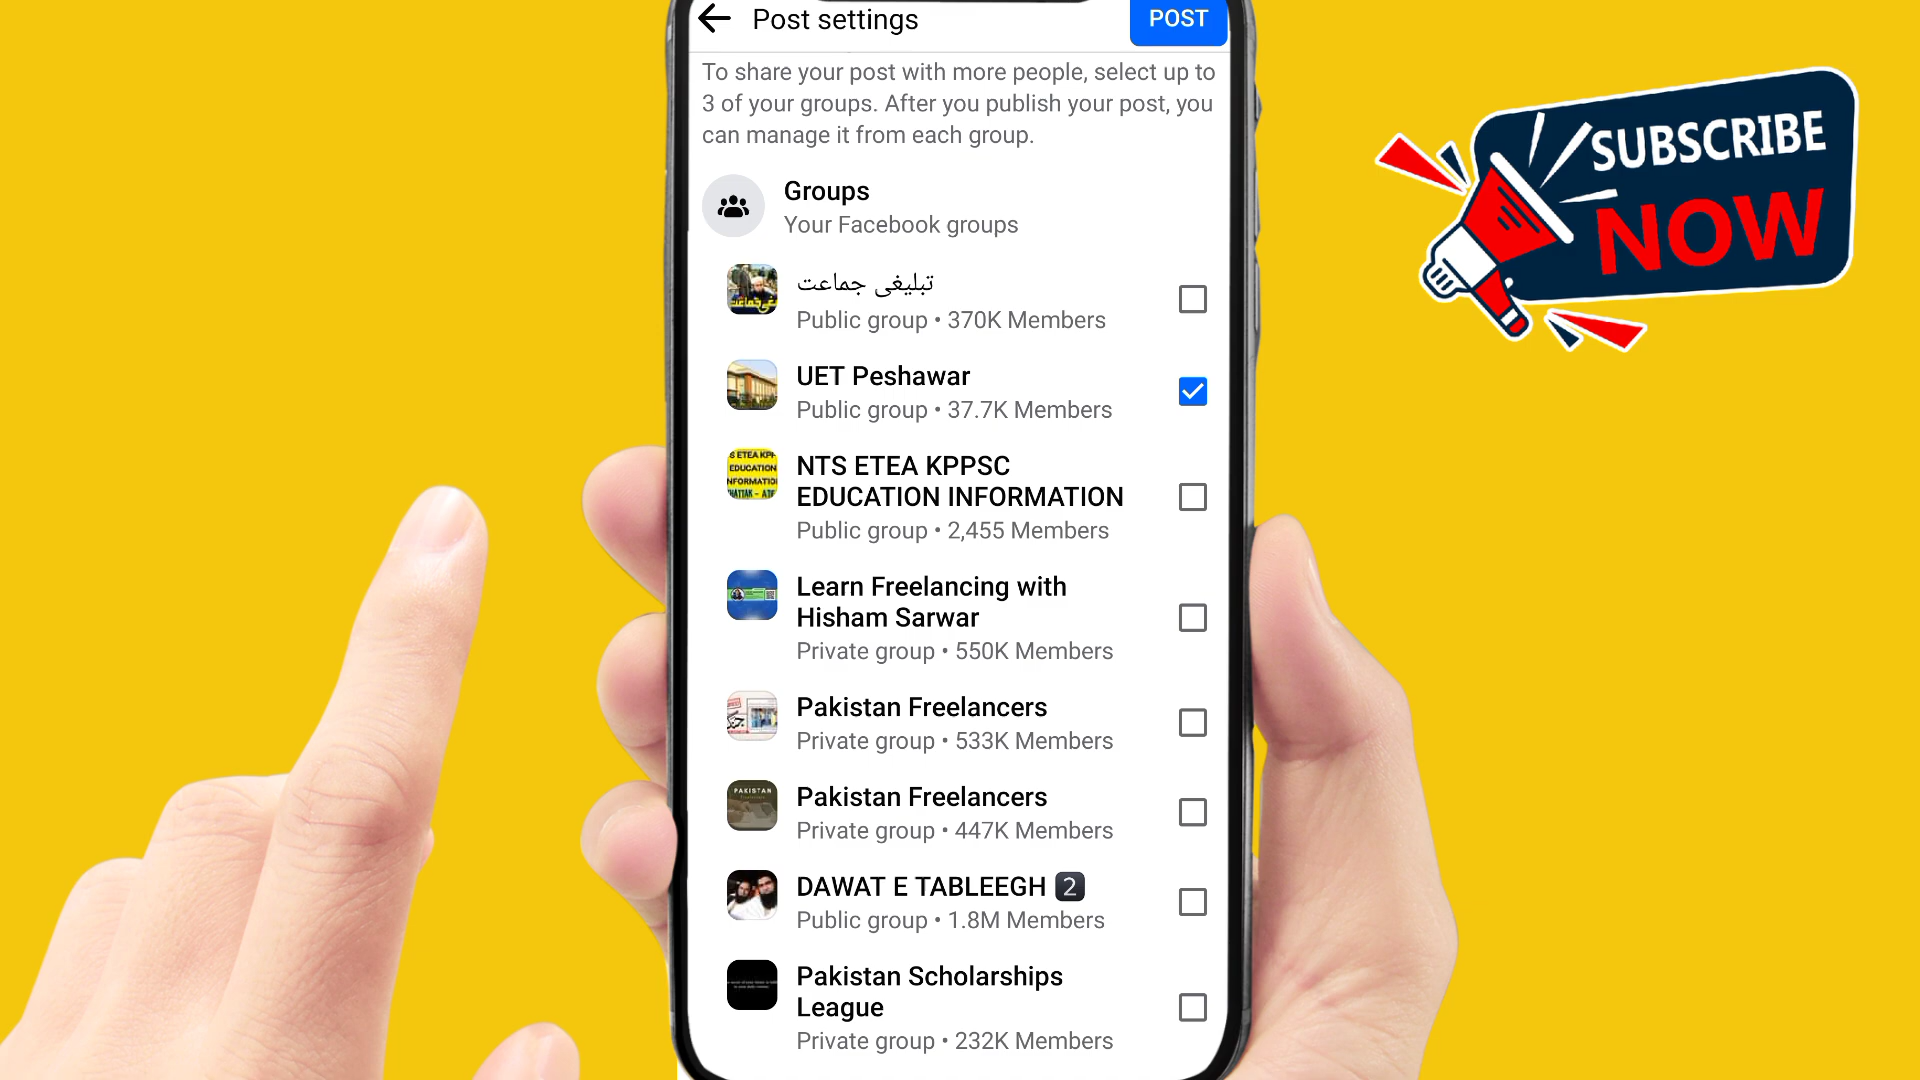 Post settings
POST
To share your post with more people, select up to
3 of your groups. After you publish your post, you
can manage it from each group.
Groups
Your Facebook groups
تبلیغی جماعت
Public group • 370K Members
UET Peshawar
Public group • 37.7K Members
NTS ETEA KPPSC
EDUCATION INFORMATION
Public group • 2,455 Members
Learn Freelancing with
Hisham Sarwar
Private group • 550K Members
Pakistan Freelancers
Private group • 533K Members
Pakistan Freelancers
Private group • 447K Members
DAWAT E TABLEEGH 2
Public group • 1.8M Members
Pakistan Scholarships
League
Private group • 232K Members
SUBSCRIBE
NOW
EDUCATION
PAKISTAN